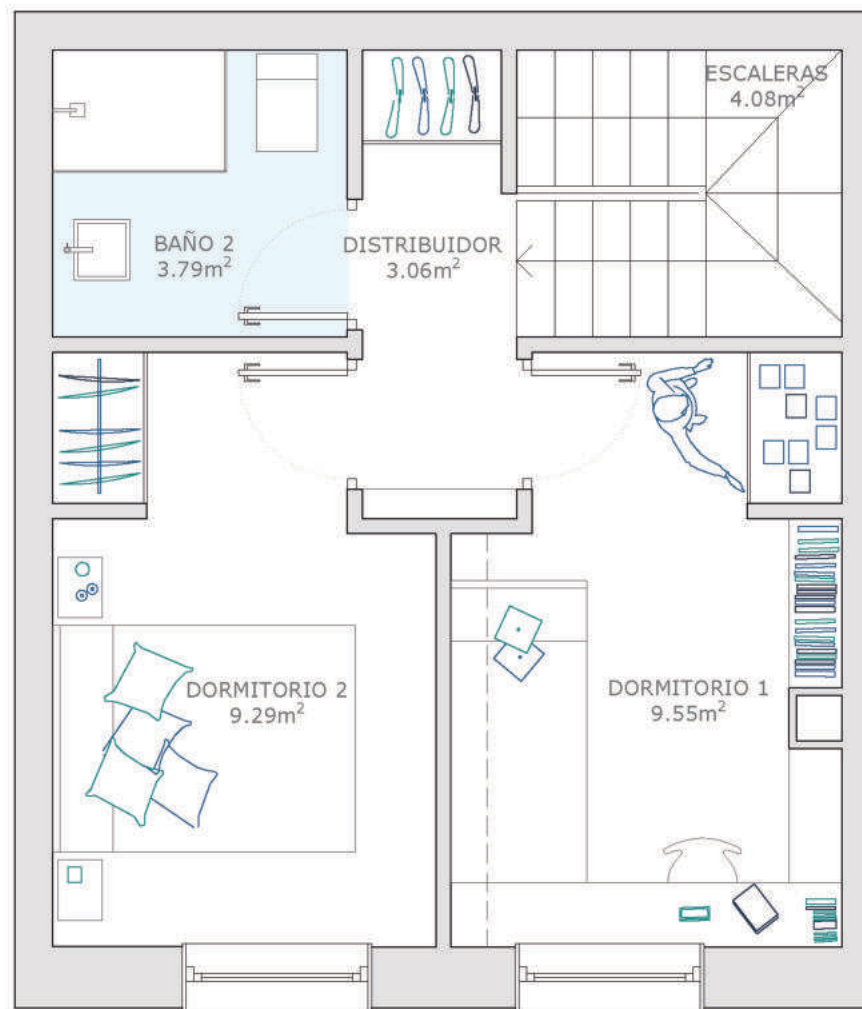 ESCALERAS
4.08m²
BAÑO 2
3.79m²
DISTRIBUIDOR
3.06m²
DORMITORIO 2
9.29m²
DORMITORIO 1
9.55m²